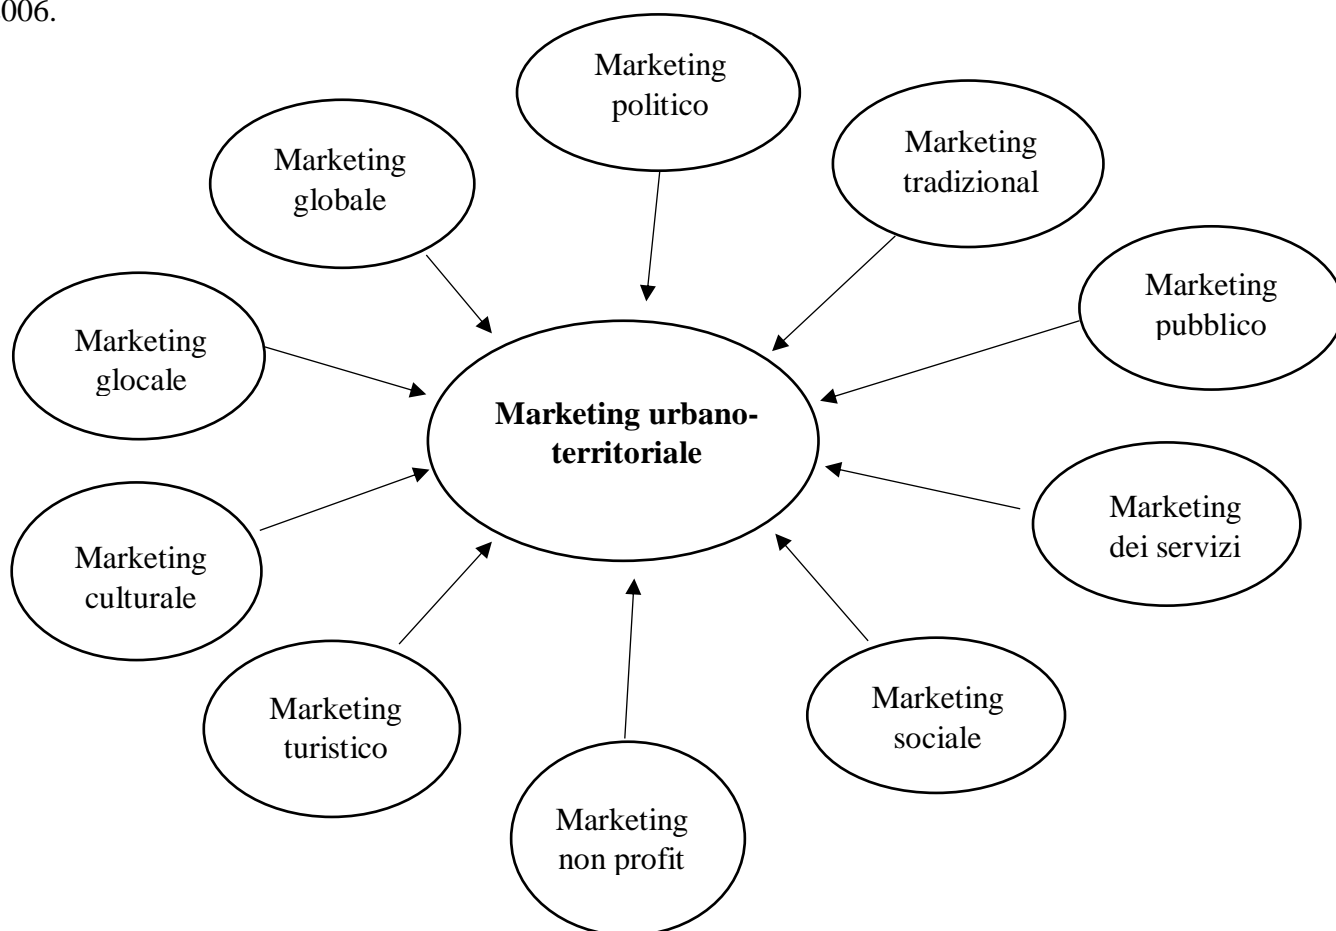 006.
Marketing
politico
Marketing
tradizional
Marketing
globale
Marketing
pubblico
Marketing
glocale
Marketing urbano-
territoriale
Marketing
dei servizi
Marketing
culturale
Marketing
sociale
Marketing
turistico
Marketing
non profit